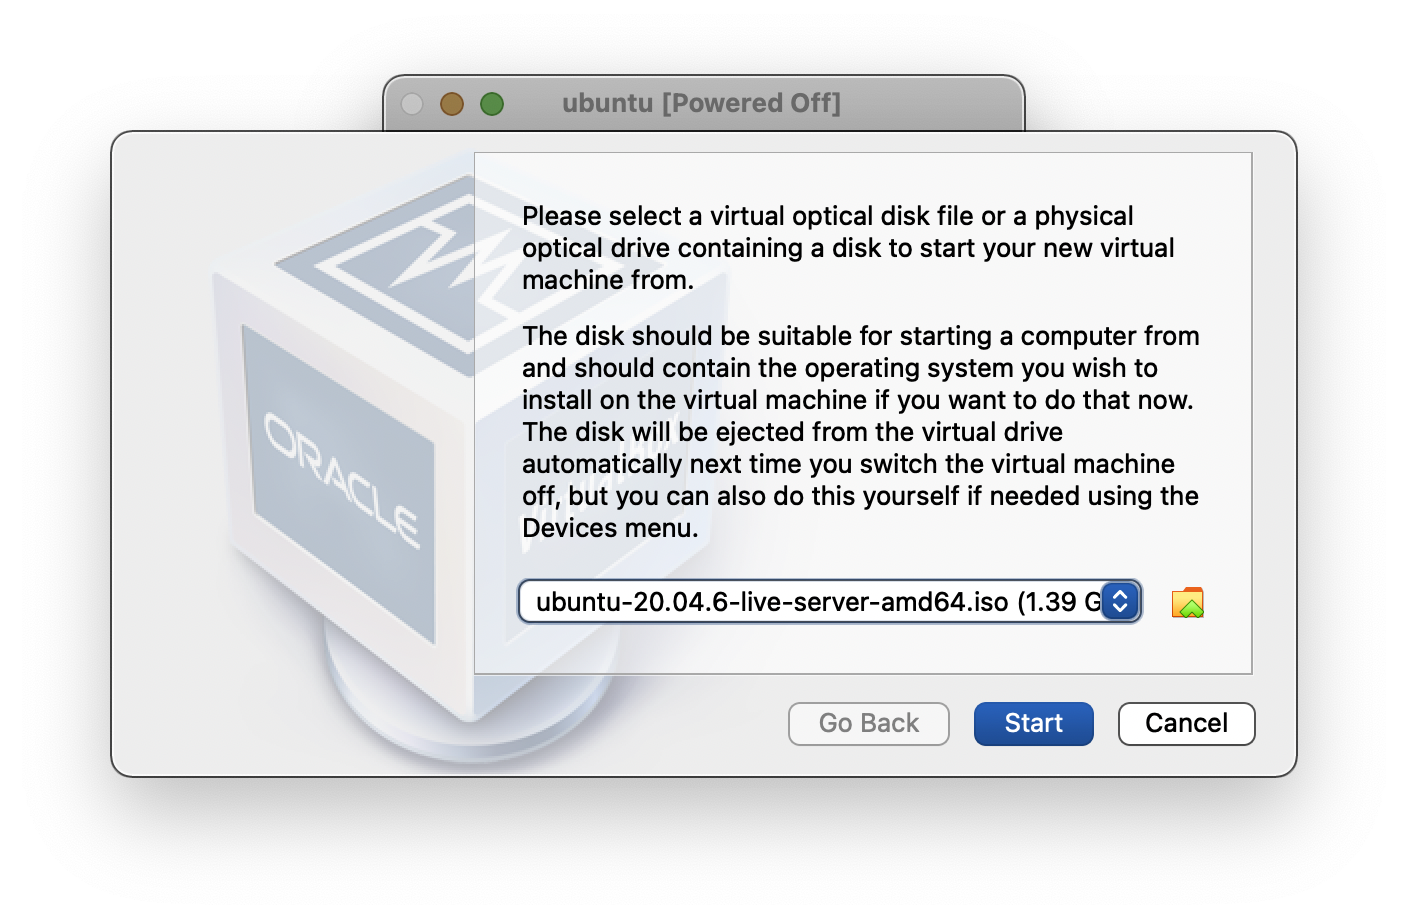 ubuntu [Powered Off]
Please select a virtual optical disk file or a physical
optical drive containing a disk to start your new virtual
machine from.
The disk should be suitable for starting a computer from
and should contain the operating system you wish to
install on the virtual machine if you want to do that now.
The disk will be ejected from the virtual drive
automatically next time you switch the virtual machine
off, but you can also do this yourself if needed using the
Devices menu.
ORACLE
VirtualBox
ubuntu-20.04.6-live-server-amd64.iso (1.39 G
Go Back
Start
Cancel